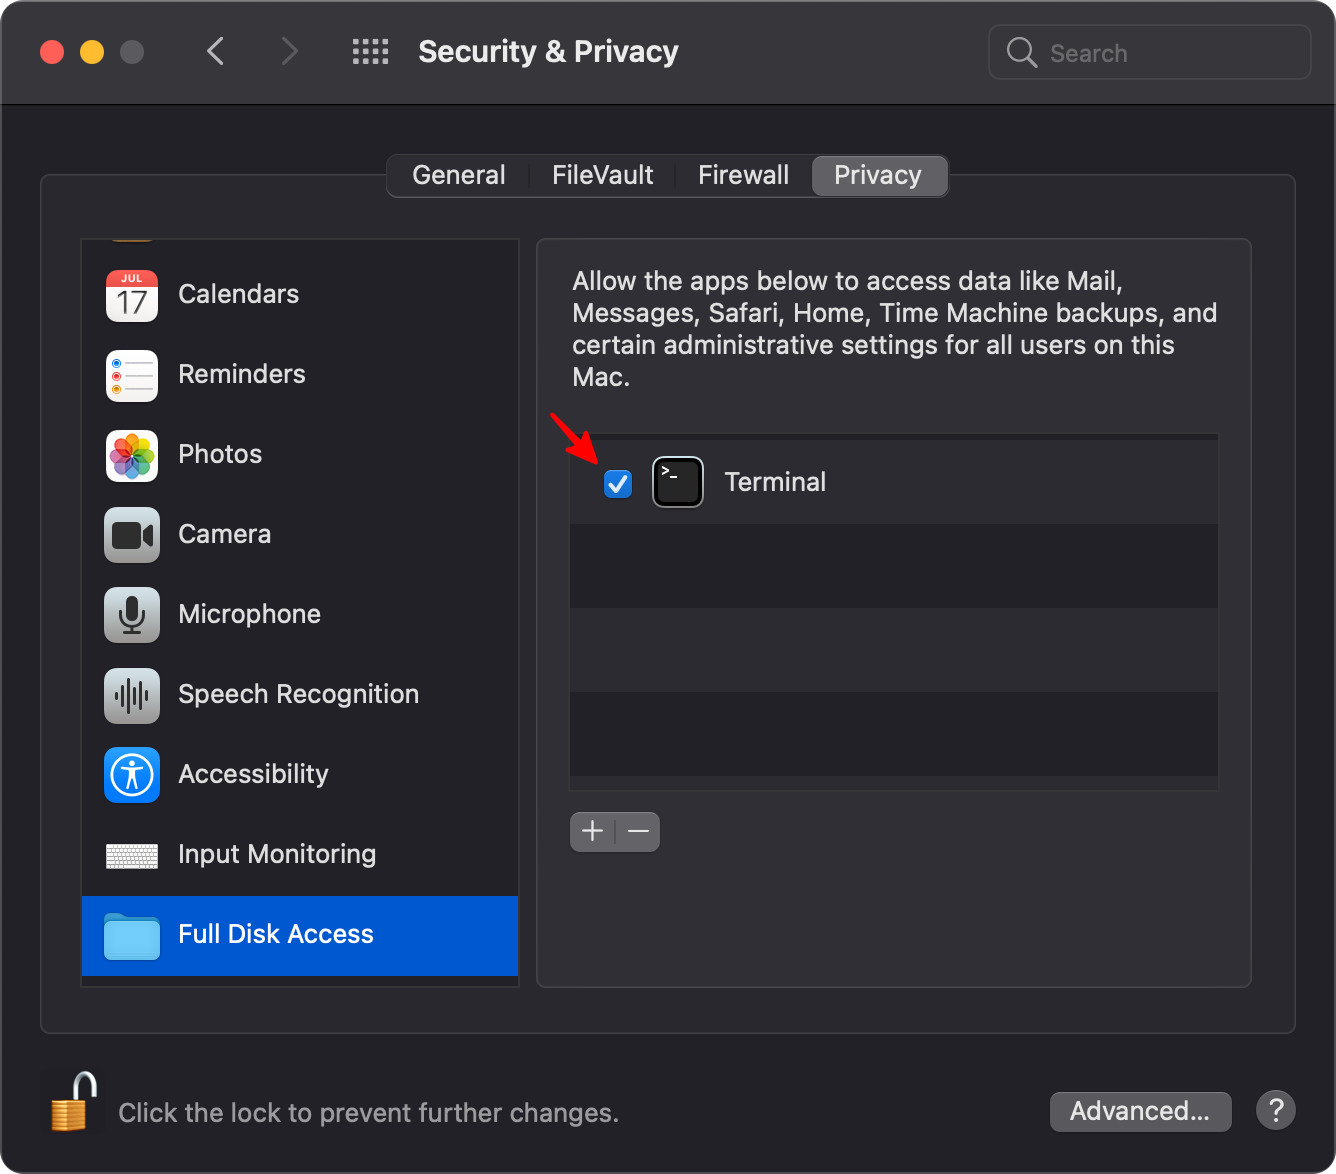 Security & Privacy
Search
General
FileVault
Firewall
Privacy
JUL
17
Calendars
Reminders
Photos
Camera
Microphone
Speech Recognition
Accessibility
Input Monitoring
Full Disk Access
Allow the apps below to access data like Mail,
Messages, Safari, Home, Time Machine backups, and
certain administrative settings for all users on this
Mac.
>_
Terminal
+ −
Click the lock to prevent further changes.
Advanced...
?